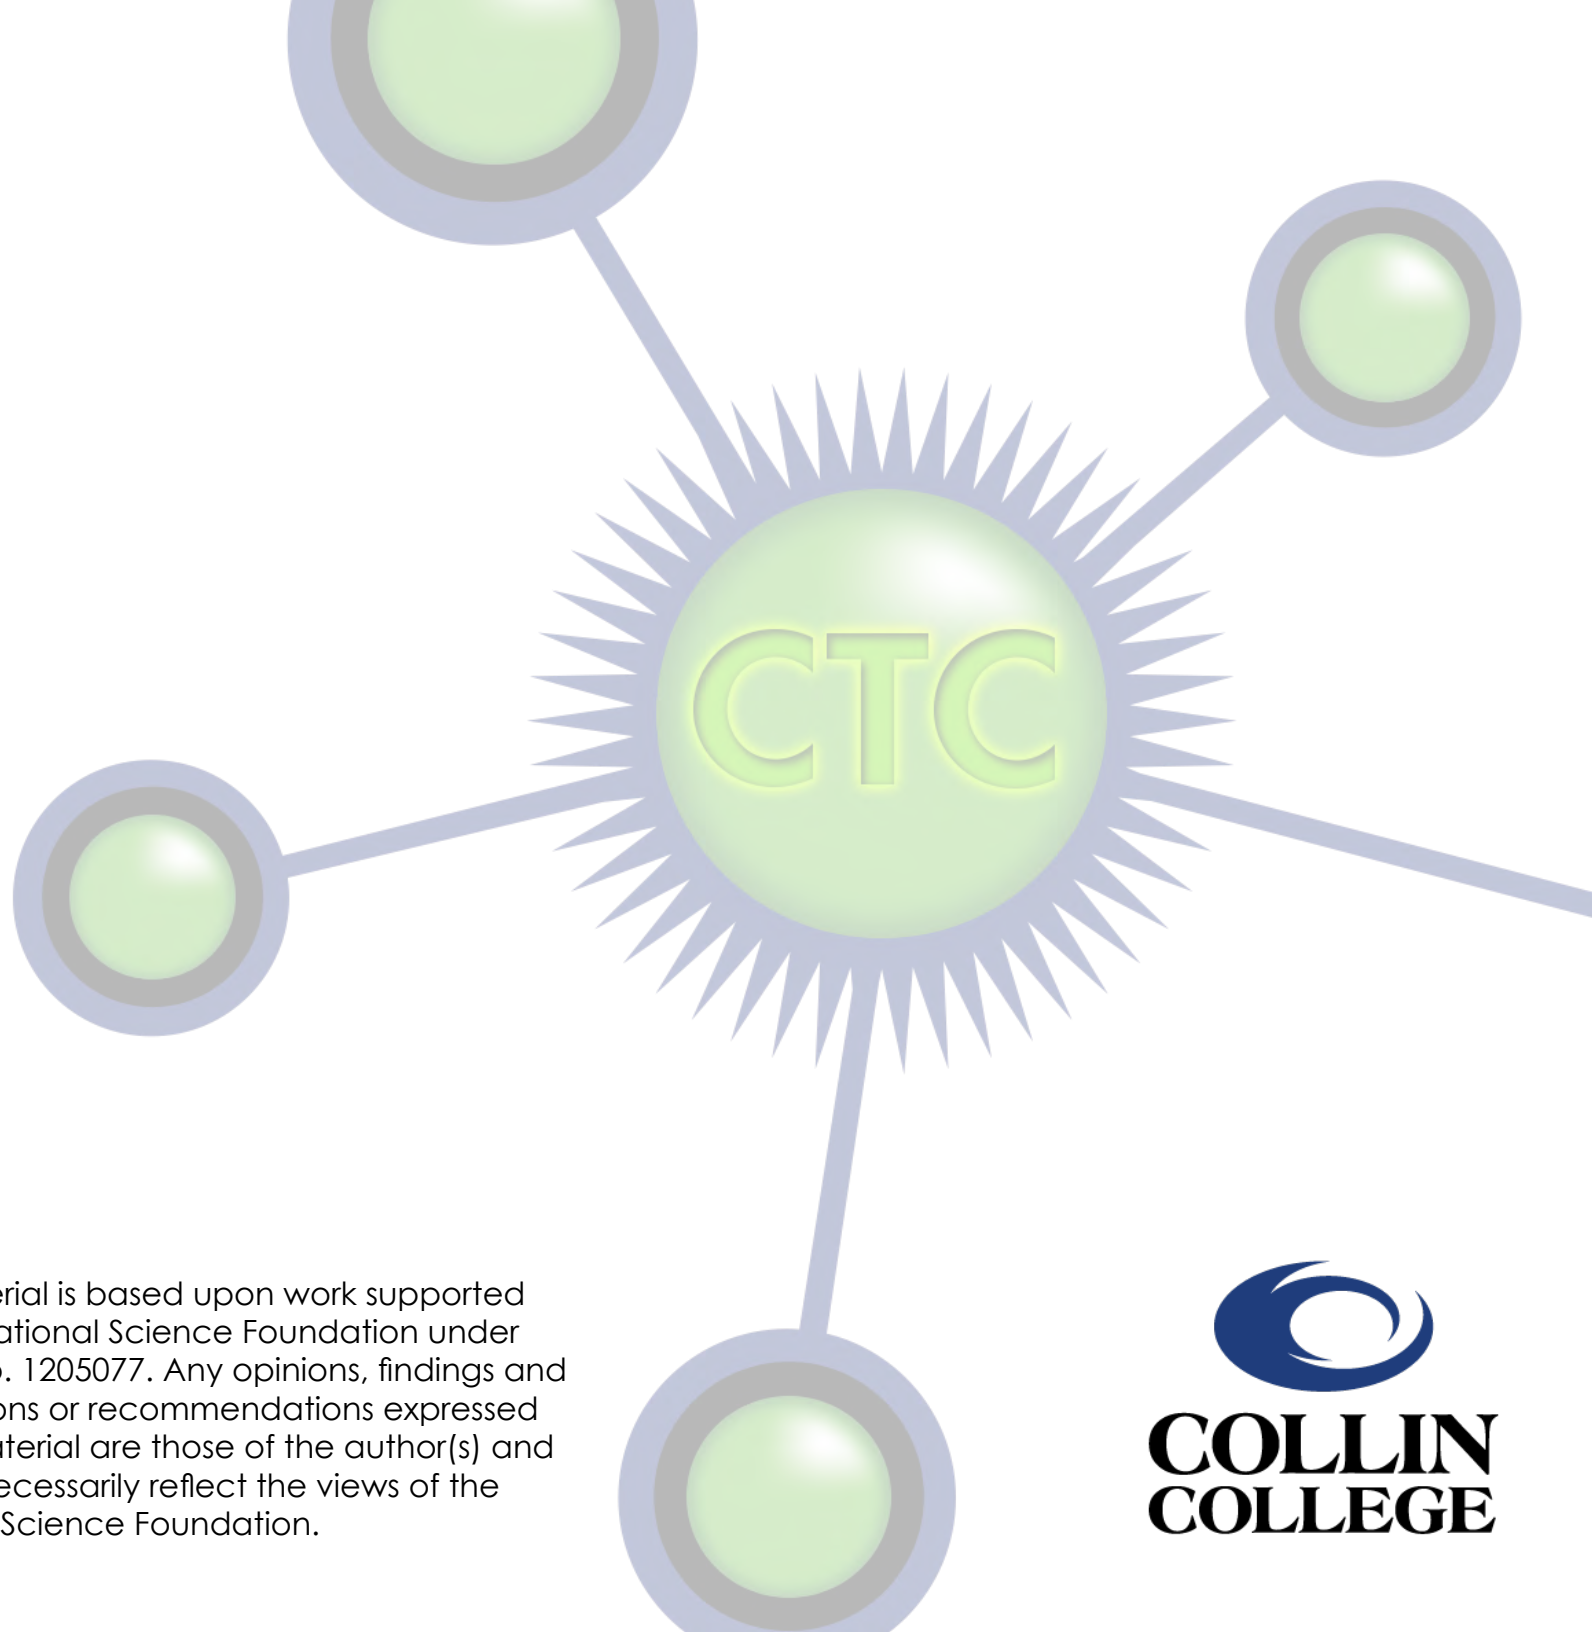 CTC
erial is based upon work supported
ational Science Foundation under
o. 1205077. Any opinions, findings and
ons or recommendations expressed
aterial are those of the author(s) and
ecessarily reflect the views of the
Science Foundation.
COLLIN
COLLEGE